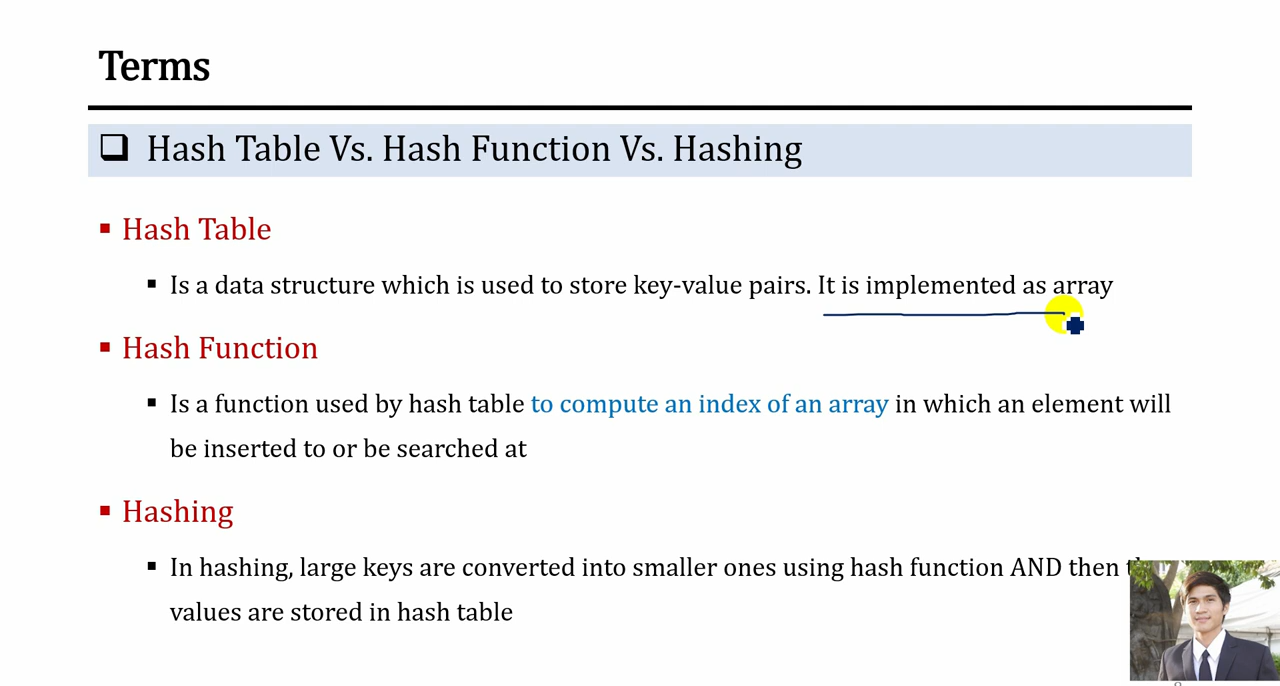 Terms
Hash Table Vs. Hash Function Vs. Hashing
Hash Table
Is a data structure which is used to store key-value pairs. It is implemented as array
Hash Function
Is a function used by hash table to compute an index of an array in which an element will
be inserted to or be searched at
Hashing
In hashing, large keys are converted into smaller ones using hash function AND then
values are stored in hash table